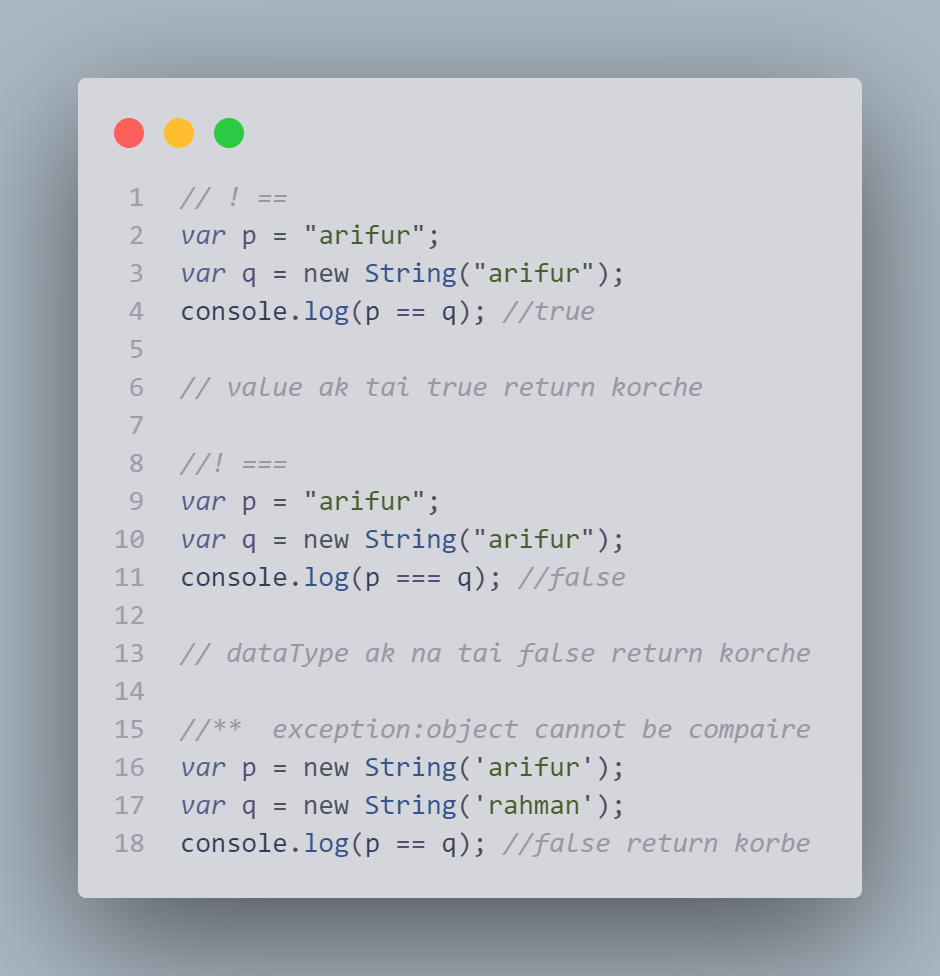 1 // ! ==
2 var p = "arifur";
3 var q = new String("arifur");
4 console.log(p == q); //true
5
6 // value ak tai true return korche
7
8 //! ===
9 var p = "arifur";
10 var q = new String("arifur");
11 console.log(p === q); //false
12
13 // dataType ak na tai false return korche
14
15 //**  exception:object cannot be compaire
16 var p = new String('arifur');
17 var q = new String('rahman');
18 console.log(p == q); //false return korbe